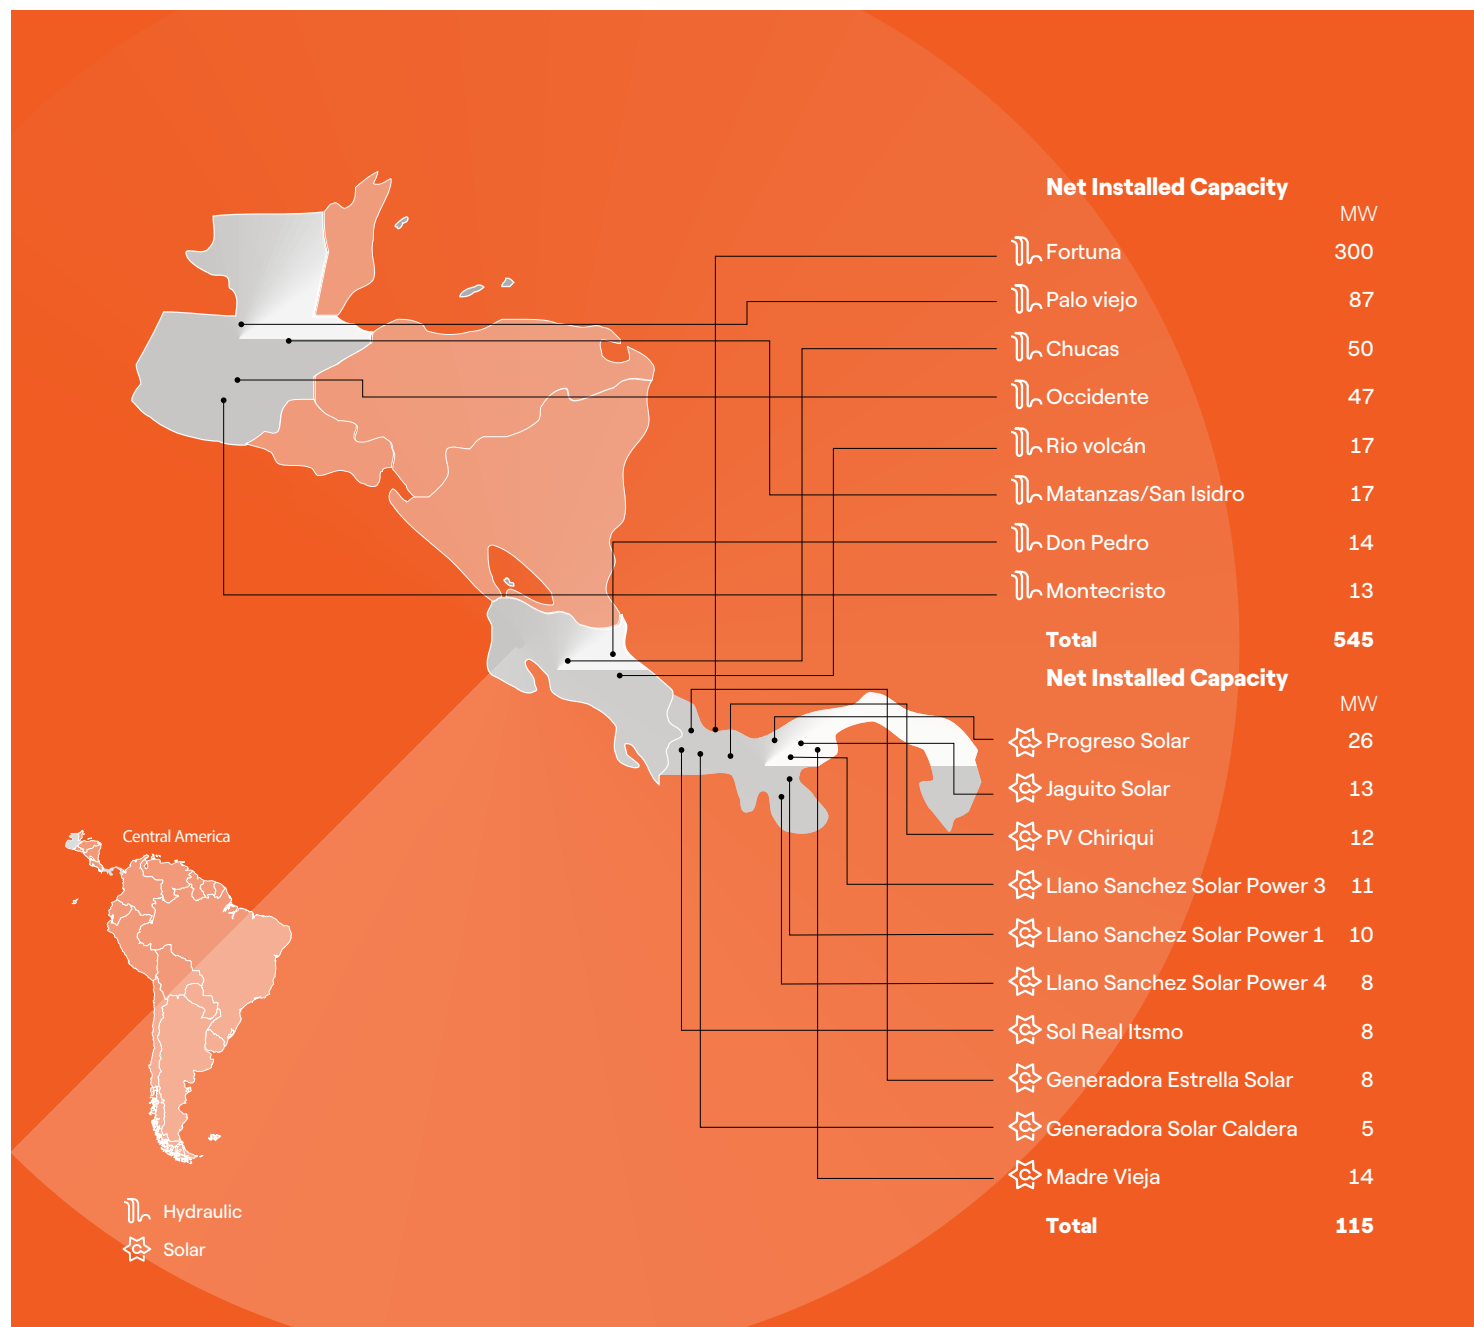 Net Installed Capacity
MW
Fortuna 300
Palo viejo 87
Chucas 50
Occidente 47
Rio volcán 17
Matanzas/San Isidro 17
Don Pedro 14
Montecristo 13
Total 545
Net Installed Capacity
MW
Progreso Solar 26
Jaguito Solar 13
PV Chiriqui 12
Llano Sanchez Solar Power 3 11
Llano Sanchez Solar Power 1 10
Llano Sanchez Solar Power 4 8
Sol Real Itsmo 8
Generadora Estrella Solar 8
Generadora Solar Caldera 5
Madre Vieja 14
Total 115
Central America
Hydraulic
Solar